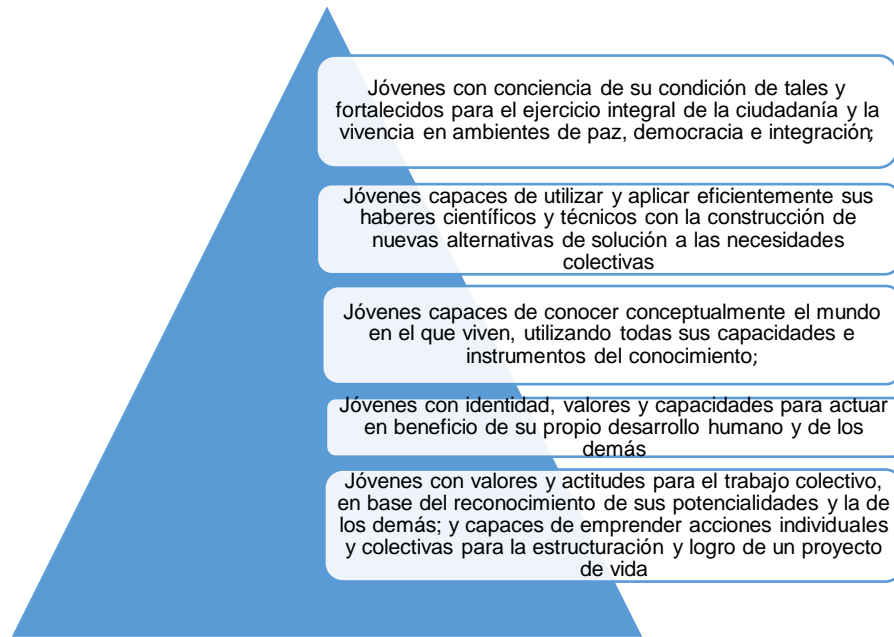 Jóvenes con conciencia de su condición de tales y
fortalecidos para el ejercicio integral de la ciudadanía y la
vivencia en ambientes de paz, democracia e integración;
Jóvenes capaces de utilizar y aplicar eficientemente sus
haberes científicos y técnicos con la construcción de
nuevas alternativas de solución a las necesidades
colectivas
Jóvenes capaces de conocer conceptualmente el mundo
en el que viven, utilizando todas sus capacidades e
instrumentos del conocimiento;
Jóvenes con identidad, valores y capacidades para actuar
en beneficio de su propio desarrollo humano y de los
demás
Jóvenes con valores y actitudes para el trabajo colectivo,
en base del reconocimiento de sus potencialidades y la de
los demás; y capaces de emprender acciones individuales
y colectivas para la estructuración y logro de un proyecto
de vida